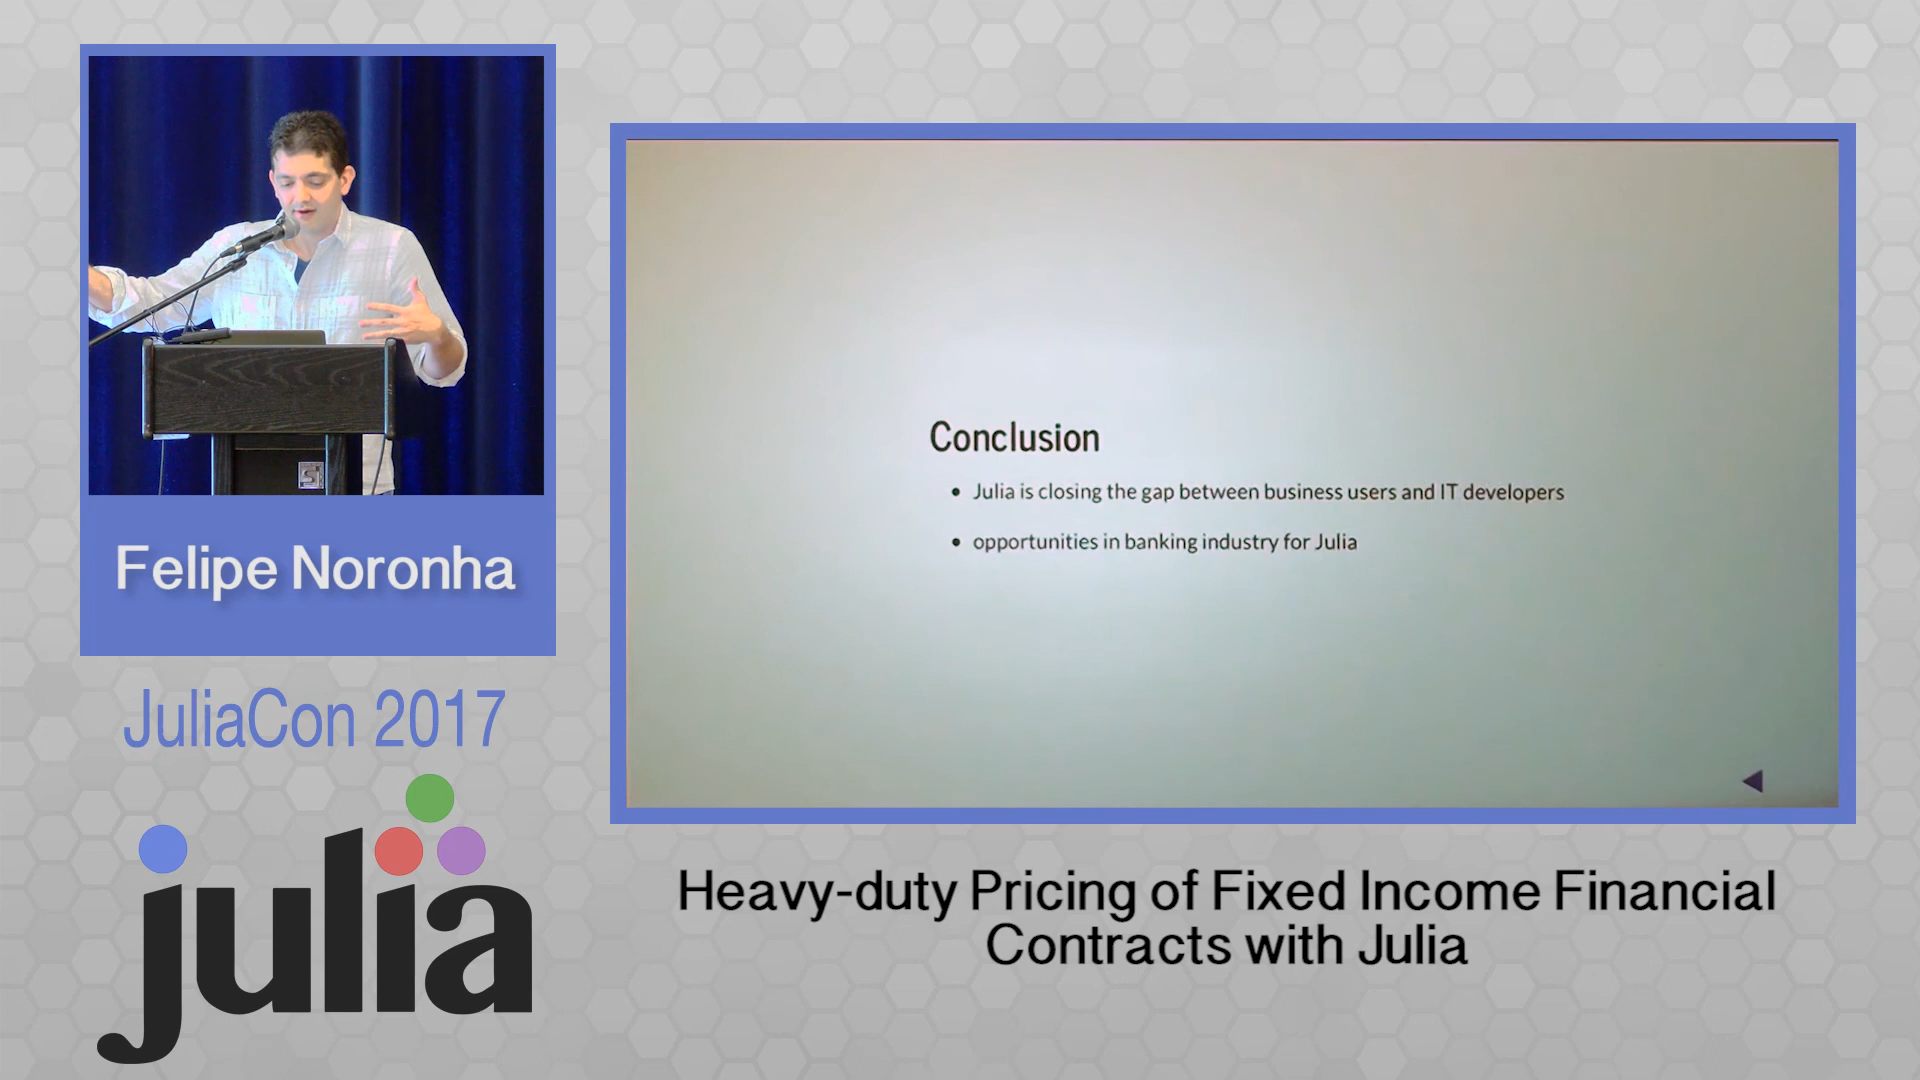 Felipe Noronha
JuliaCon 2017
julia
Conclusion
• Julia is closing the gap between business users and IT developers
• opportunities in banking industry for Julia
Heavy-duty Pricing of Fixed Income Financial
Contracts with Julia